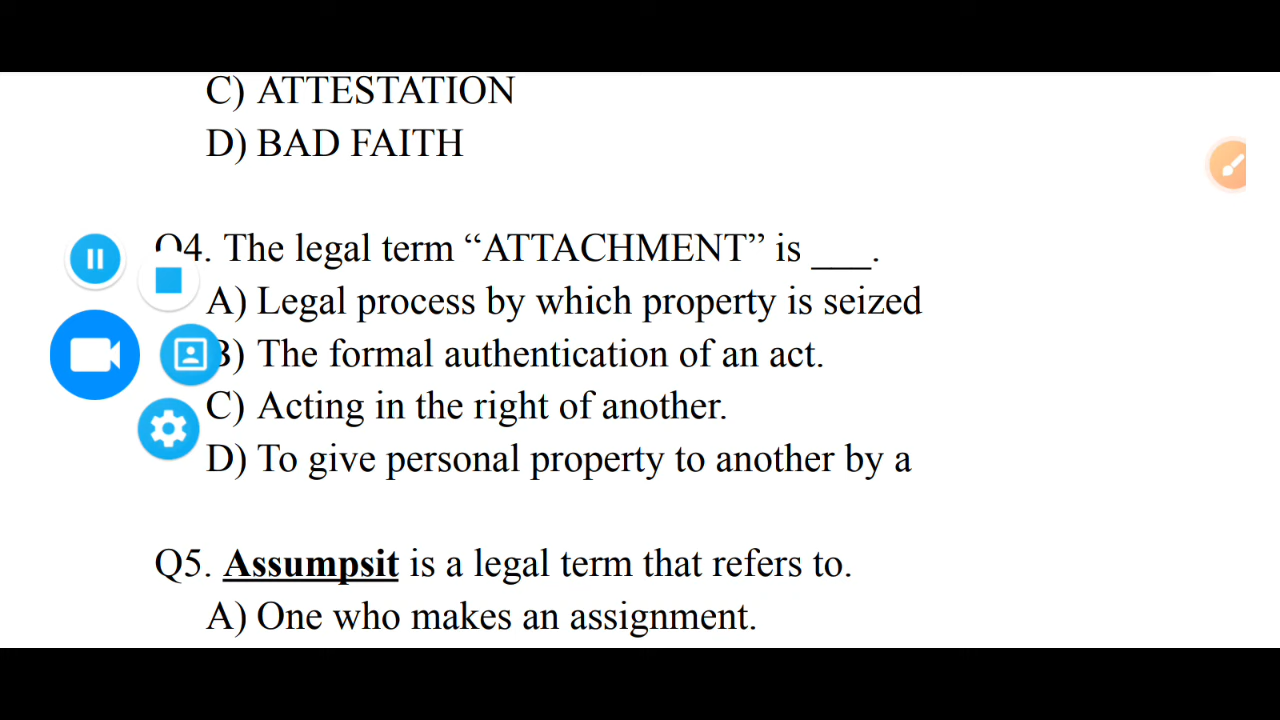 C) ATTESTATION
D) BAD FAITH
Q4. The legal term “ATTACHMENT” is ___.
A) Legal process by which property is seized
B) The formal authentication of an act.
C) Acting in the right of another.
D) To give personal property to another by a
Q5. Assumpsit is a legal term that refers to.
A) One who makes an assignment.